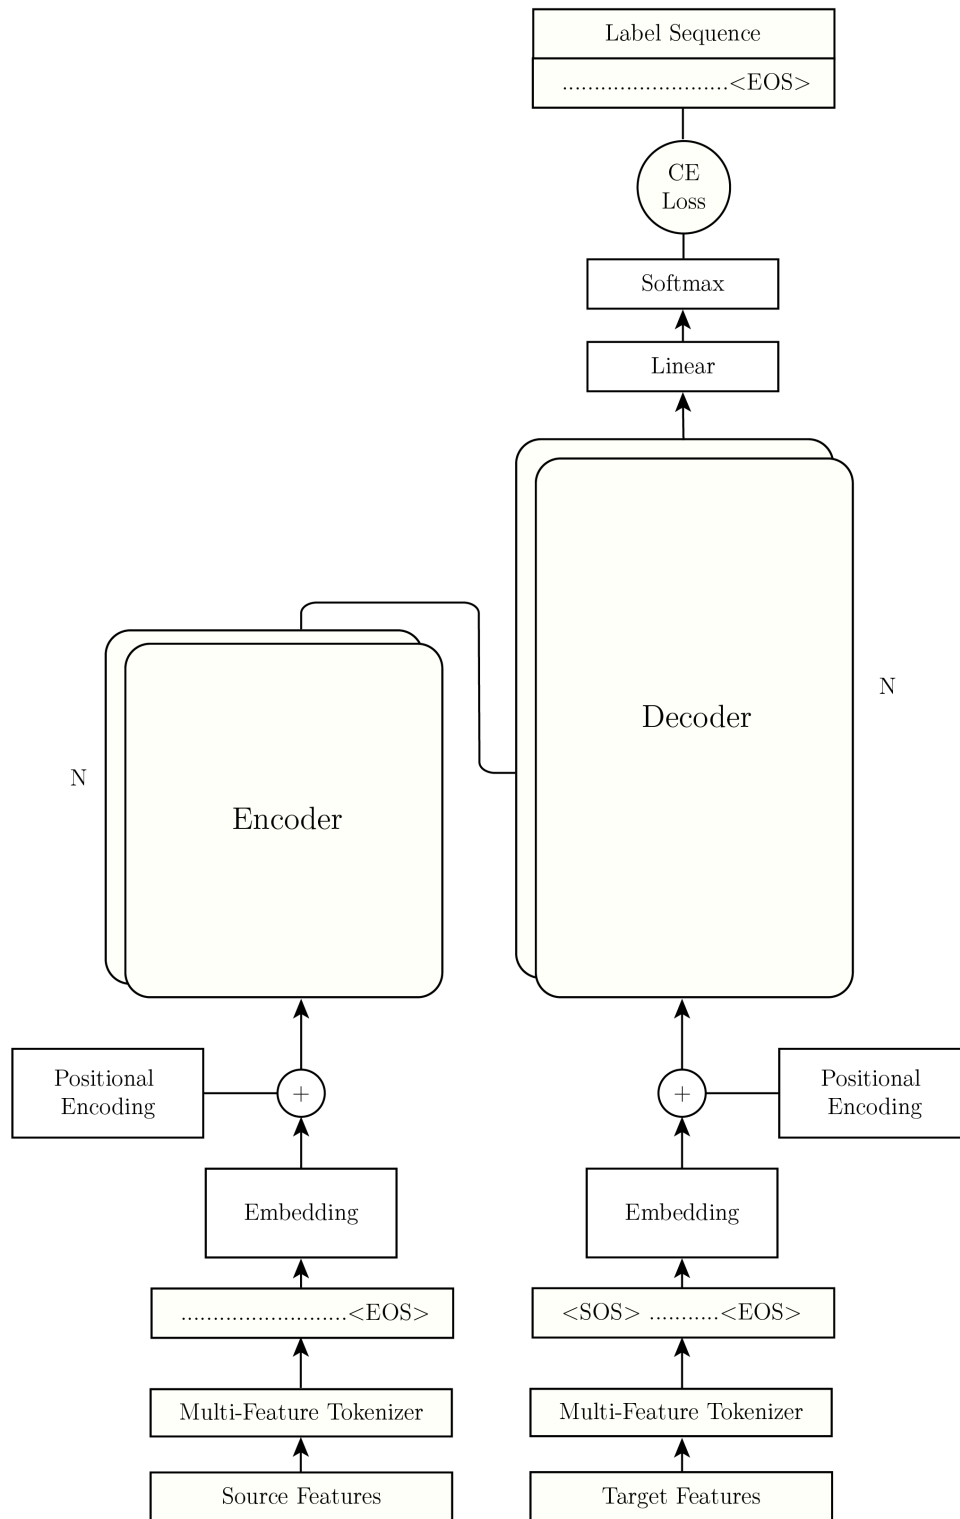 Label Sequence
..........................<EOS>
CE
Loss
Softmax
Linear
Decoder
N
N
Encoder
Positional
Encoding
+
+
Positional
Encoding
Embedding
Embedding
..........................<EOS>
<SOS> ...........<EOS>
Multi-Feature Tokenizer
Multi-Feature Tokenizer
Source Features
Target Features